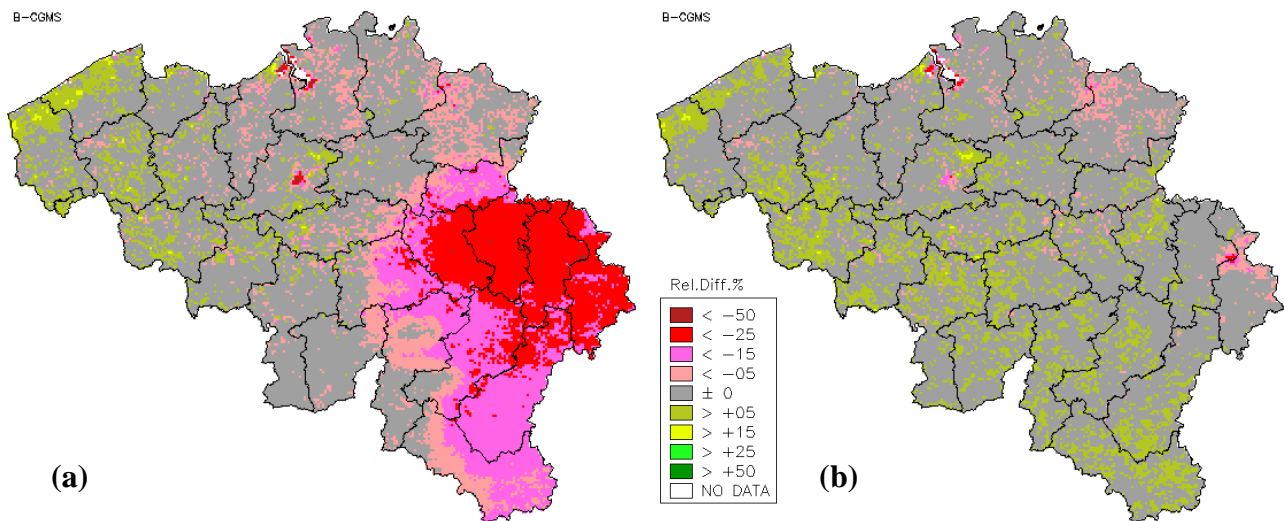 B-CGMS
B-CGMS
Rel.Diff.%
< -50
< -25
< -15
< -05
± 0
> +05
> +15
> +25
> +50
NO DATA
(a)
(b)